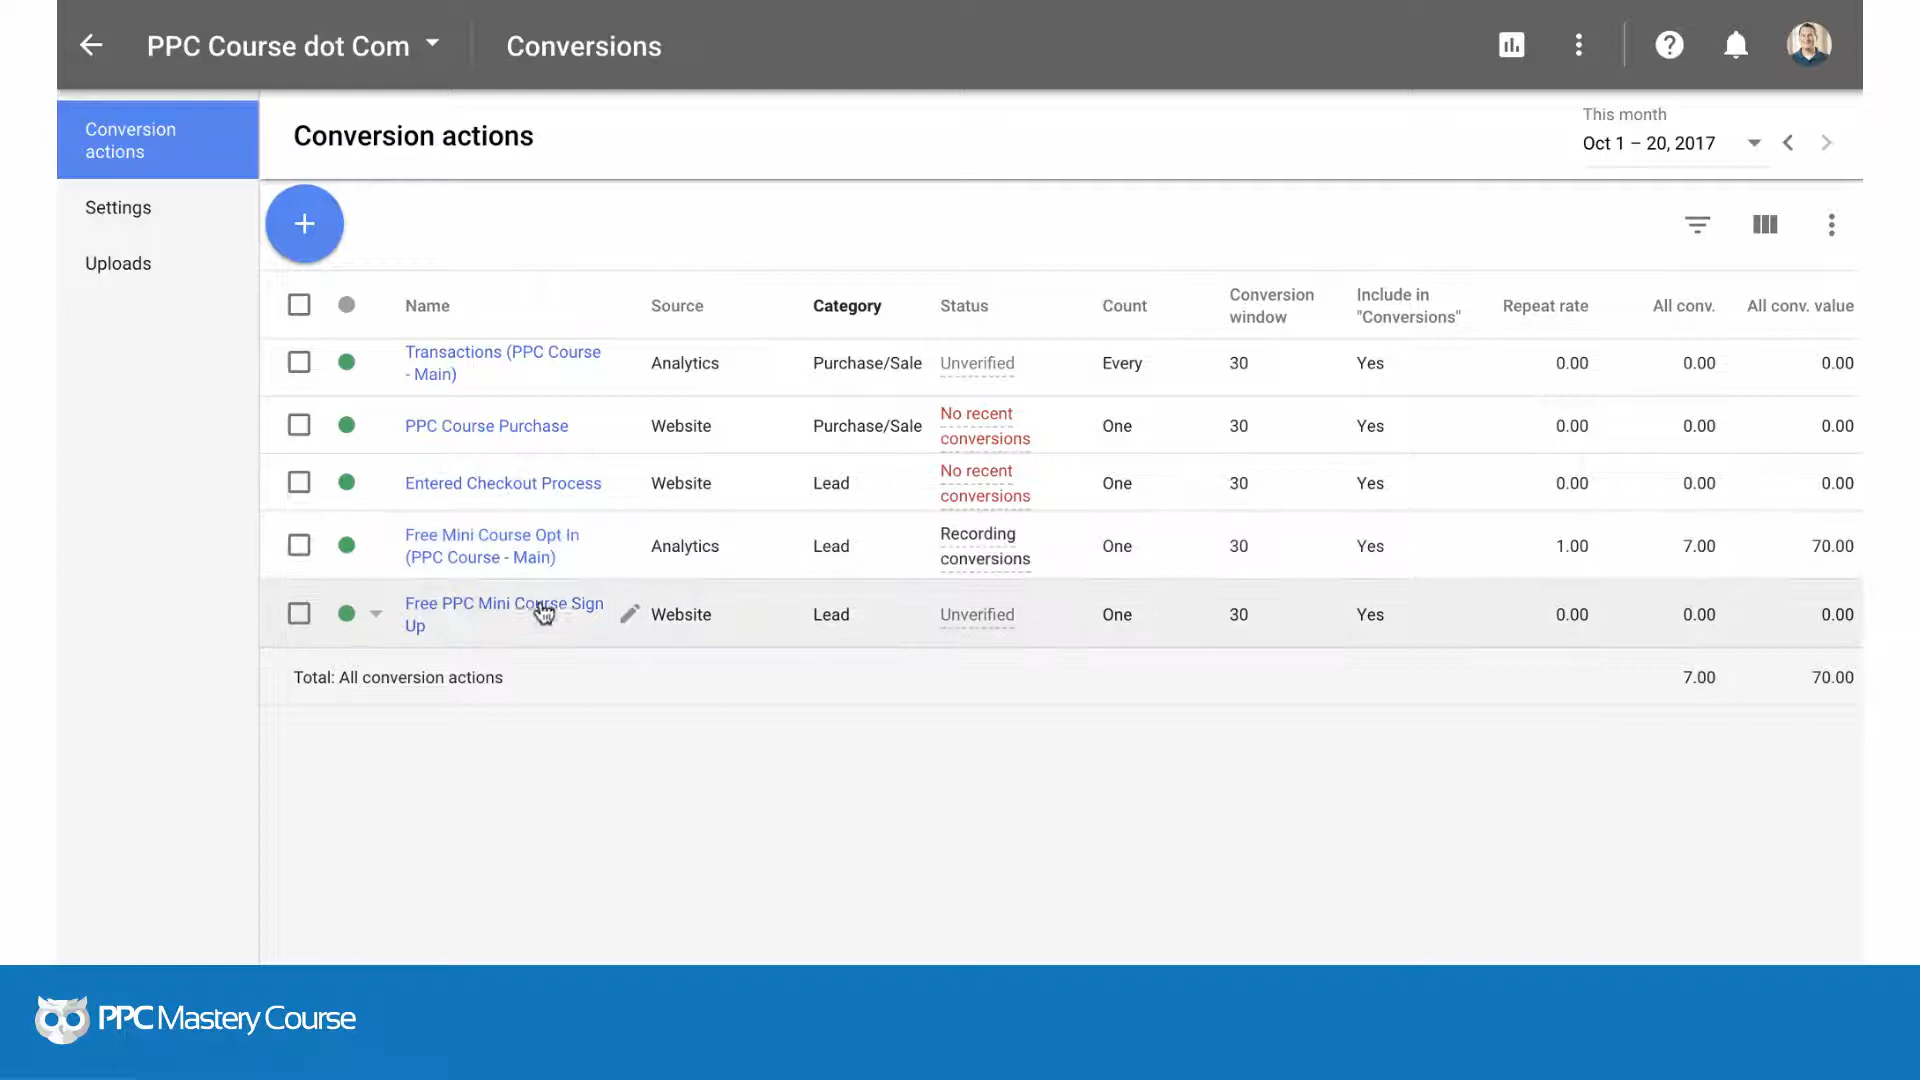 PPC Course dot Com
Conversions
Conversion
actions
Settings
Uploads
Conversion actions
This month
Oct 1 – 20, 2017
Name
Source
Category
Status
Count
Conversion
window
Include in
"Conversions"
Repeat rate
All conv.
All conv. value
Transactions (PPC Course
- Main)
Analytics
Purchase/Sale
Unverified
Every
30
Yes
0.00
0.00
0.00
PPC Course Purchase
Website
Purchase/Sale
No recent
conversions
One
30
Yes
0.00
0.00
0.00
Entered Checkout Process
Website
Lead
No recent
conversions
One
30
Yes
0.00
0.00
0.00
Free Mini Course Opt In
(PPC Course - Main)
Analytics
Lead
Recording
conversions
One
30
Yes
1.00
7.00
70.00
Free PPC Mini Course Sign
Up
Website
Lead
Unverified
One
30
Yes
0.00
0.00
0.00
Total: All conversion actions
7.00
70.00
PPC Mastery Course